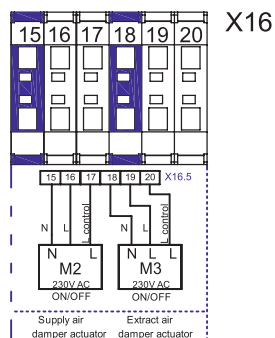 X16
15 16 17 18 19 20
15 16 17 18 19 20 X16.5
N L L control N L L control
N L N L L
M2 M3
230V AC 230V AC
ON/OFF ON/OFF
Supply air Extract air
damper actuator damper actuator